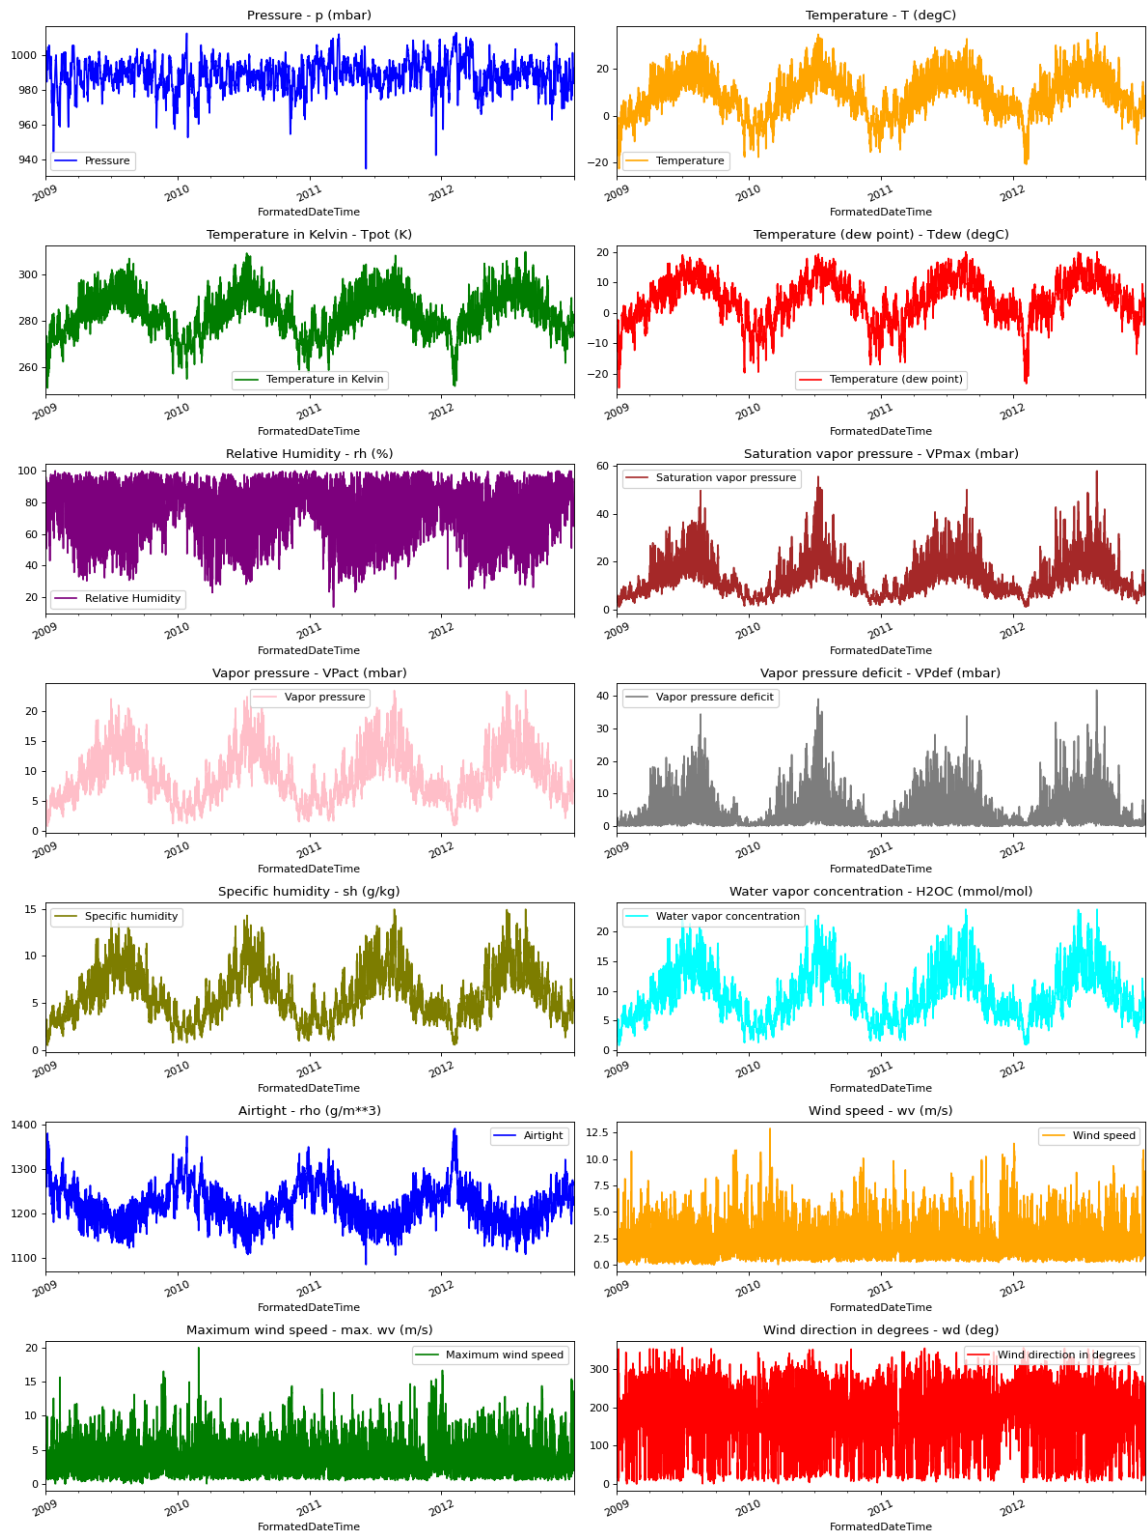 Pressure - p (mbar)
1000
980
960
940
Pressure
2009
2010
2011
2012
FormatedDateTime
Temperature - T (degC)
20
0
−20
Temperature
2009
2010
2011
2012
FormatedDateTime
Temperature in Kelvin - Tpot (K)
300
280
260
Temperature in Kelvin
2009
2010
2011
2012
FormatedDateTime
Temperature (dew point) - Tdew (degC)
20
10
0
−10
−20
Temperature (dew point)
2009
2010
2011
2012
FormatedDateTime
Relative Humidity - rh (%)
100
80
60
40
20
Relative Humidity
2009
2010
2011
2012
FormatedDateTime
Saturation vapor pressure - VPmax (mbar)
60
40
20
0
Saturation vapor pressure
2009
2010
2011
2012
FormatedDateTime
Vapor pressure - VPact (mbar)
20
15
10
5
0
Vapor pressure
2009
2010
2011
2012
FormatedDateTime
Vapor pressure deficit - VPdef (mbar)
40
30
20
10
0
Vapor pressure deficit
2009
2010
2011
2012
FormatedDateTime
Specific humidity - sh (g/kg)
15
10
5
0
Specific humidity
2009
2010
2011
2012
FormatedDateTime
Water vapor concentration - H2OC (mmol/mol)
20
15
10
5
0
Water vapor concentration
2009
2010
2011
2012
FormatedDateTime
Airtight - rho (g/m**3)
1400
1300
1200
1100
Airtight
2009
2010
2011
2012
FormatedDateTime
Wind speed - wv (m/s)
12.5
10.0
7.5
5.0
2.5
0.0
Wind speed
2009
2010
2011
2012
FormatedDateTime
Maximum wind speed - max. wv (m/s)
20
15
10
5
0
Maximum wind speed
2009
2010
2011
2012
FormatedDateTime
Wind direction in degrees - wd (deg)
300
200
100
0
Wind direction in degrees
2009
2010
2011
2012
FormatedDateTime